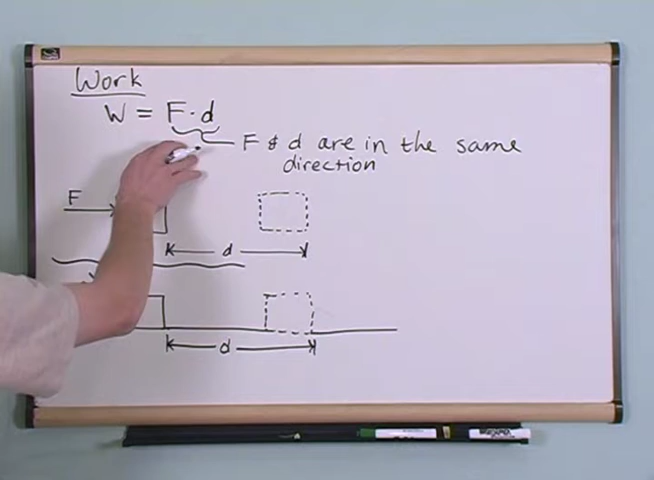 Work
W = F · d
F & d are in the same
direction
F
d
d